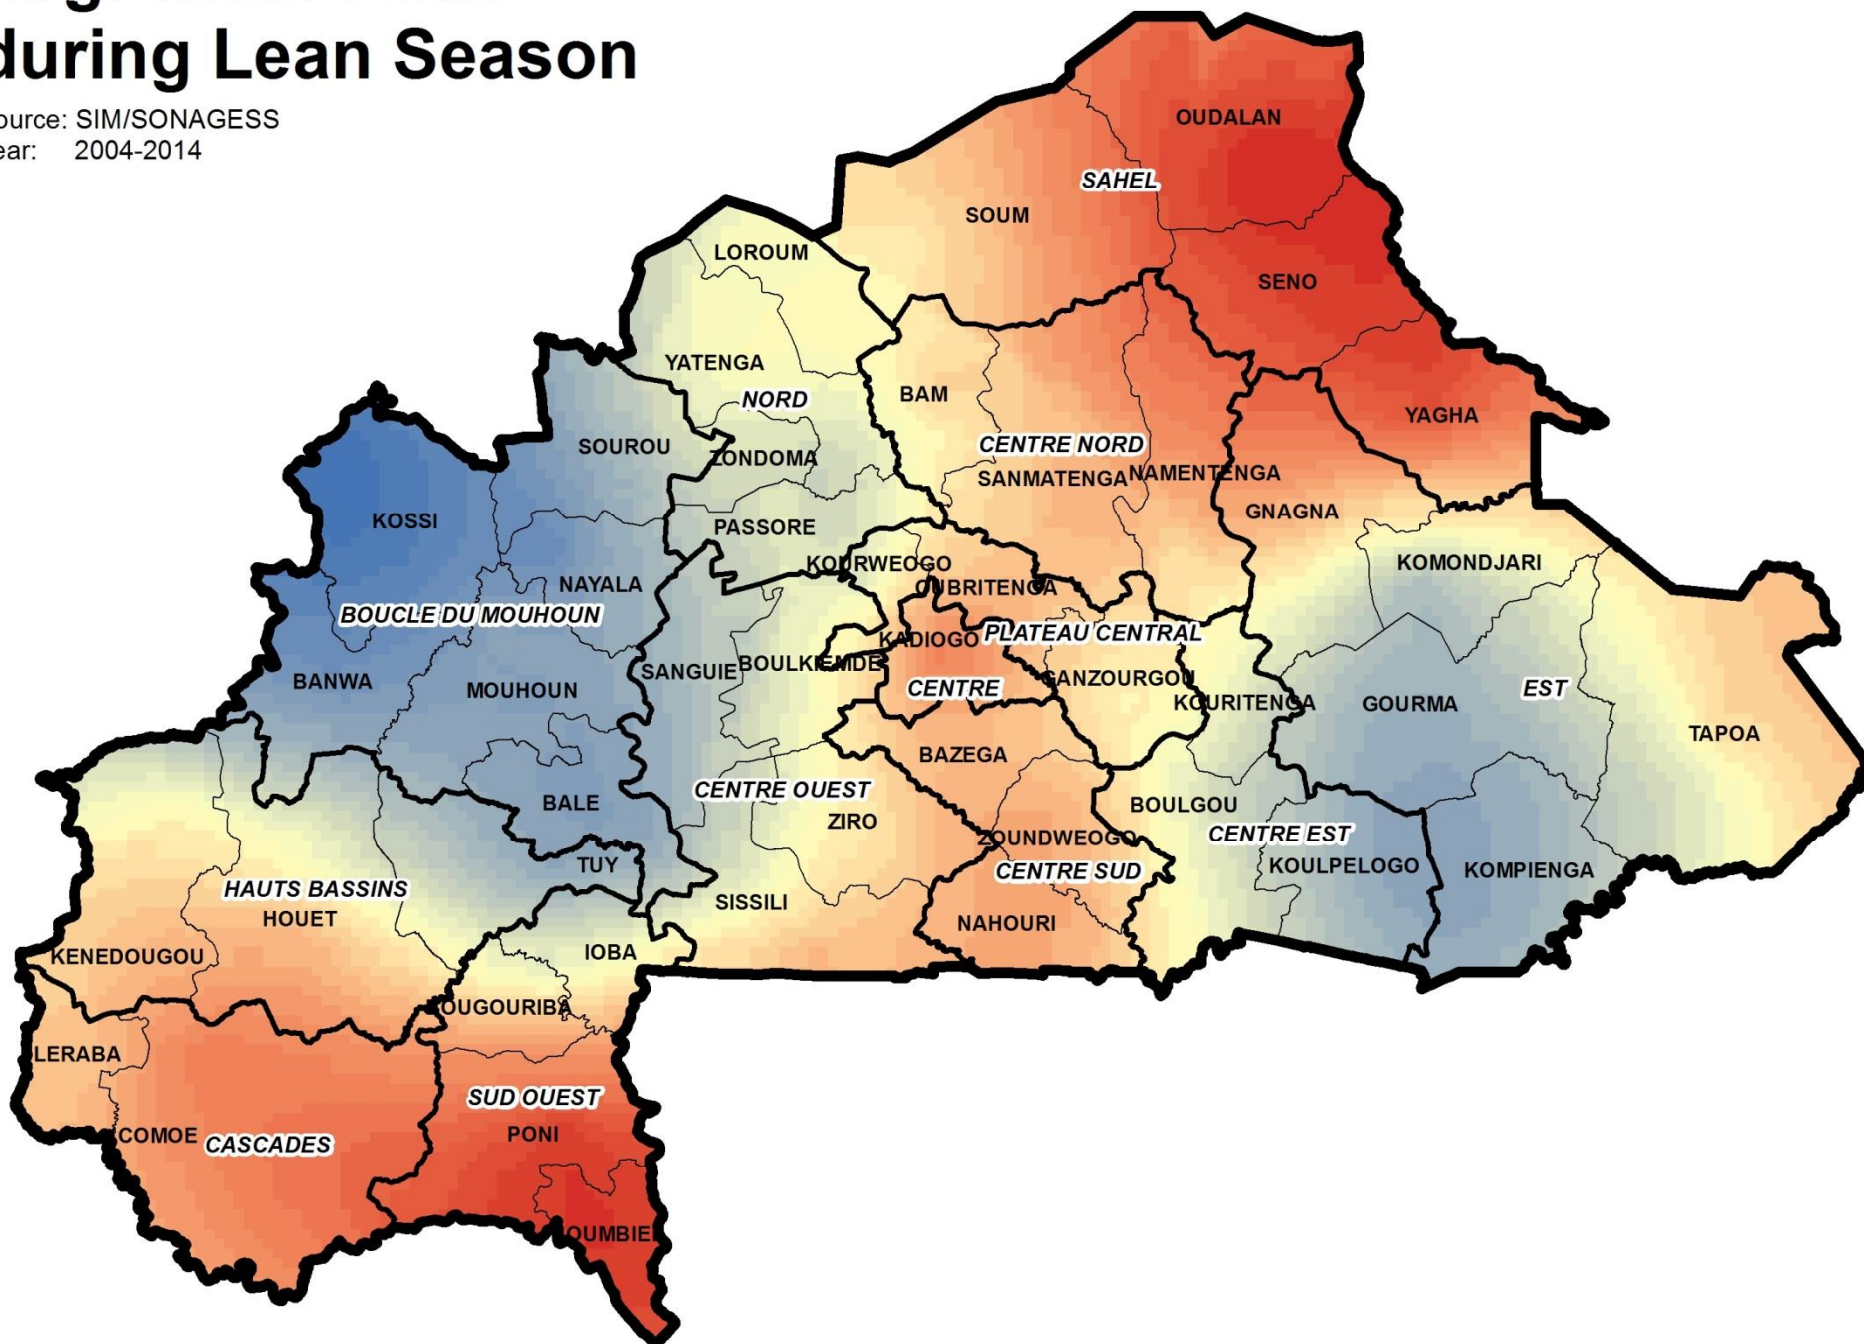 during Lean Season
ource: SIM/SONAGESS
ear: 2004-2014
OUDALAN
SAHEL
SOUM
LOROUM
SENO
YATENGA
BAM
NORD
YAGHA
SOUROU
CENTRE NORD
ZONDOMA
SANMATENGA
NAMENTENGA
GNAGNA
KOSSI
PASSORE
KOURWEOGO
KOMONDJARI
NAYALA
OUBRITENGA
BOUCLE DU MOUHOUN
KADIOGO
PLATEAU CENTRAL
BANWA
MOUHOUN
SANGUIE
BOULKIEMDE
CENTRE
GANZOURGOU
KOURITENGA
GOURMA
EST
TAPOA
BAZEGA
CENTRE OUEST
BALE
ZIRO
BOULGOU
CENTRE EST
ZOUNDWEOGO
TUY
CENTRE SUD
KOULPELOGO
KOMPIENGA
HAUTS BASSINS
HOUET
SISSILI
NAHOURI
KENEDOUGOU
IOBA
OUGOURIBA
LERABA
SUD OUEST
PONI
COMOE
CASCADES
OUMBIE